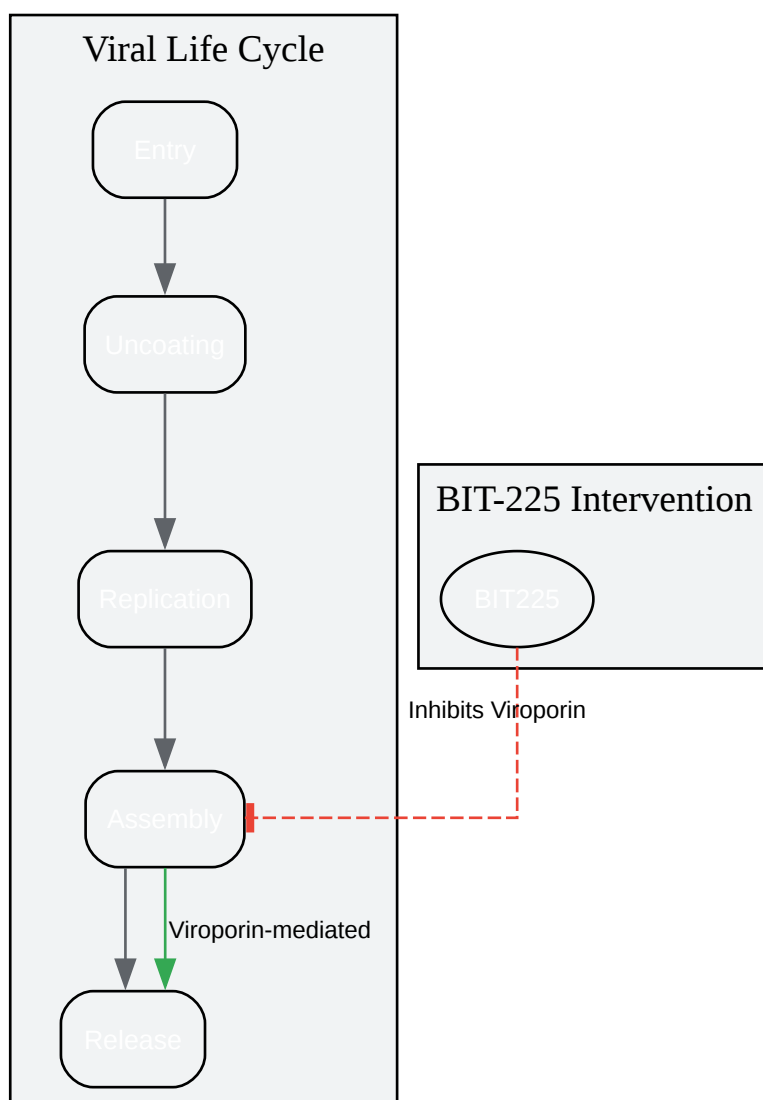 Viral Life Cycle
Entry
Uncoating
BIT-225 Intervention
Replication
BIT225
Inhibits Viroporin
Assembly
Viroporin-mediated
Release